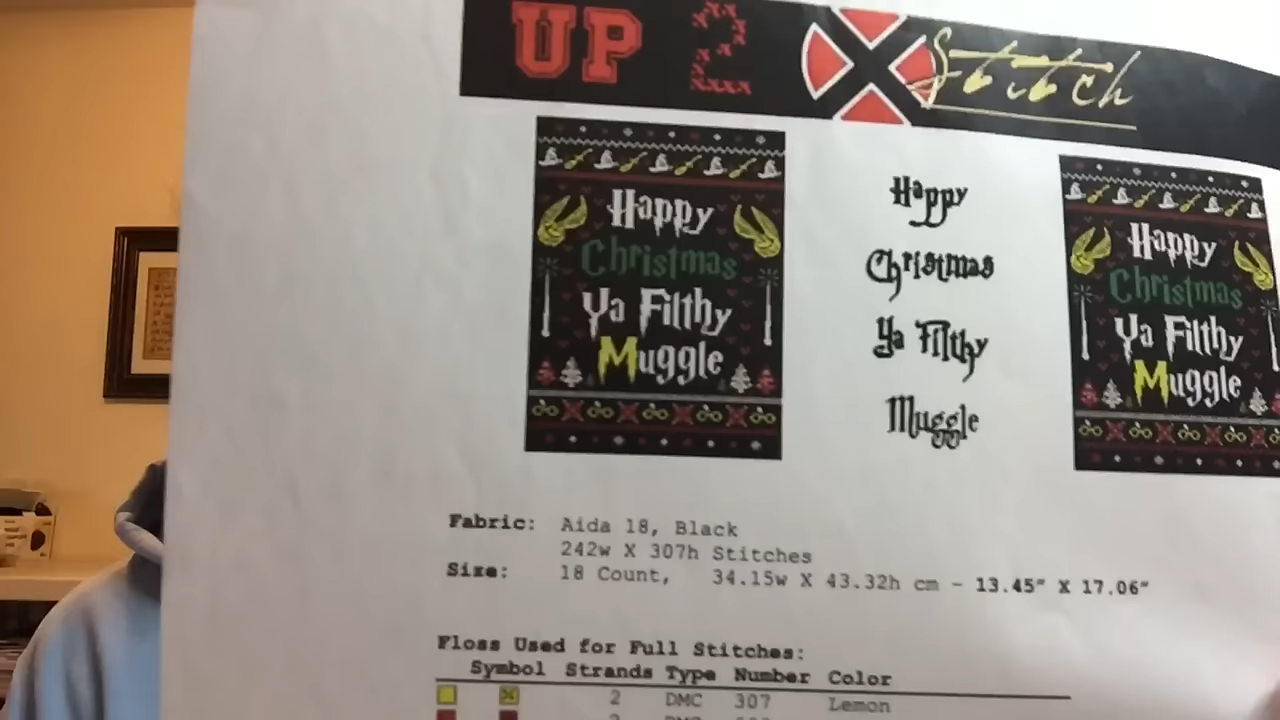 UP 2 X Stitch
Happy
Christmas
Ya Filthy
Muggle
Happy
Christmas
Ya Filthy
Muggle
Happy
Christmas
Ya Filthy
Muggle
Fabric: Aida 18, Black
242w X 307h Stitches
Size: 18 Count, 34.15w X 43.32h cm - 13.45” X 17.06”
Floss Used for Full Stitches:
Symbol Strands Type Number Color
2 DMC 307 Lemon